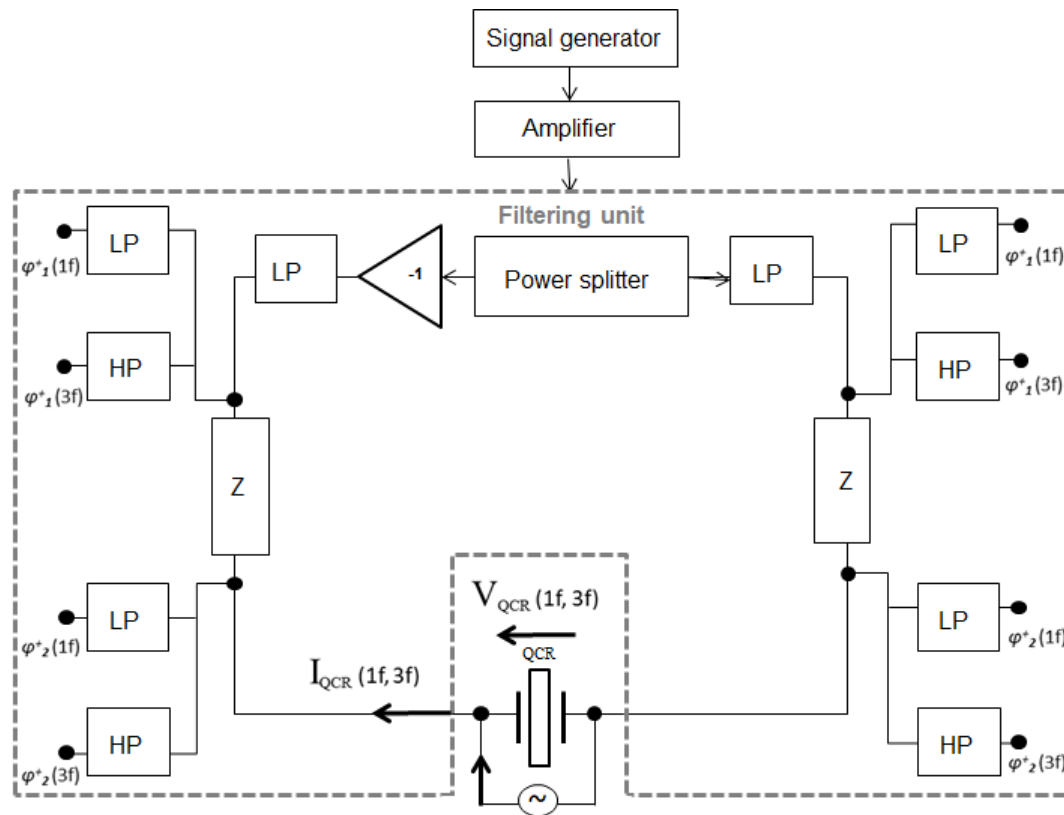 Signal generator
Amplifier
Filtering unit
LP
φ⁺₁(1f)
HP
φ⁺₁(3f)
LP
-1
Power splitter
LP
LP
φ⁺₁(1f)
HP
φ⁺₁(3f)
Z
Z
LP
φ⁺₂(1f)
HP
φ⁺₂(3f)
V_QCR (1f, 3f)
QCR
I_QCR (1f, 3f)
~
LP
φ⁺₂(1f)
HP
φ⁺₂(3f)